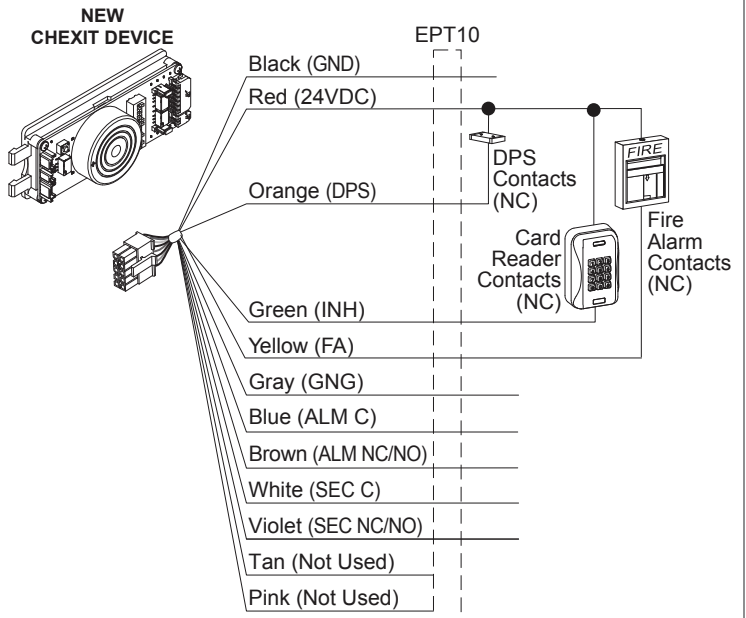 NEW
CHEXIT DEVICE
EPT10
Black (GND)
Red (24VDC)
FIRE
DPS
Contacts
(NC)
Orange (DPS)
Card
Reader
Contacts
(NC)
Fire
Alarm
Contacts
(NC)
Green (INH)
Yellow (FA)
Gray (GNG)
Blue (ALM C)
Brown (ALM NC/NO)
White (SEC C)
Violet (SEC NC/NO)
Tan (Not Used)
Pink (Not Used)